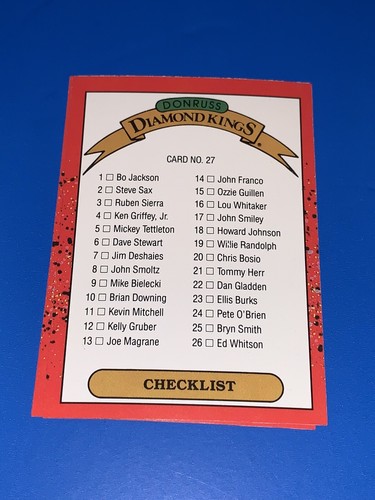 DONRUSS
DIAMOND KINGS
CARD NO. 27
1 Bo Jackson
2 Steve Sax
3 Ruben Sierra
4 Ken Griffey, Jr.
5 Mickey Tettleton
6 Dave Stewart
7 Jim Deshaies
8 John Smoltz
9 Mike Bielecki
10 Brian Downing
11 Kevin Mitchell
12 Kelly Gruber
13 Joe Magrane
14 John Franco
15 Ozzie Guillen
16 Lou Whitaker
17 John Smiley
18 Howard Johnson
19 Willie Randolph
20 Chris Bosio
21 Tommy Herr
22 Dan Gladden
23 Ellis Burks
24 Pete O'Brien
25 Bryn Smith
26 Ed Whitson
CHECKLIST